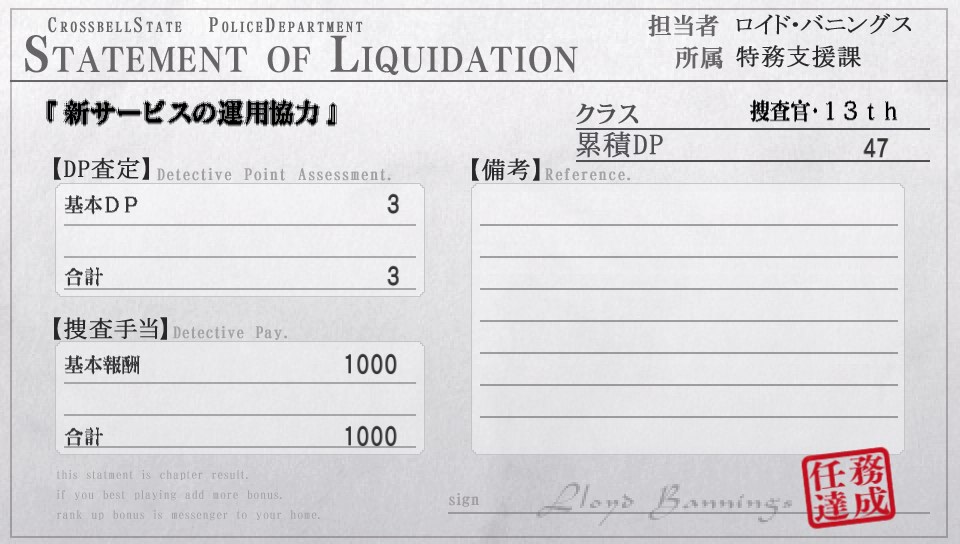 CROSSBELLSTATE POLICEDEPARTMENT
STATEMENT OF LIQUIDATION
担当者 ロイド・バニングス
所属 特務支援課
『新サービスの運用協力』
クラス 捜査官・13th
累積DP 47
【DP査定】Detective Point Assessment.
基本DP 3
合計 3
【捜査手当】Detective Pay.
基本報酬 1000
合計 1000
【備考】Reference.
this statment is chapter result.
if you best playing add more bonus.
rank up bonus is messenger to your home.
sign Lloyd Bannings
任務
達成